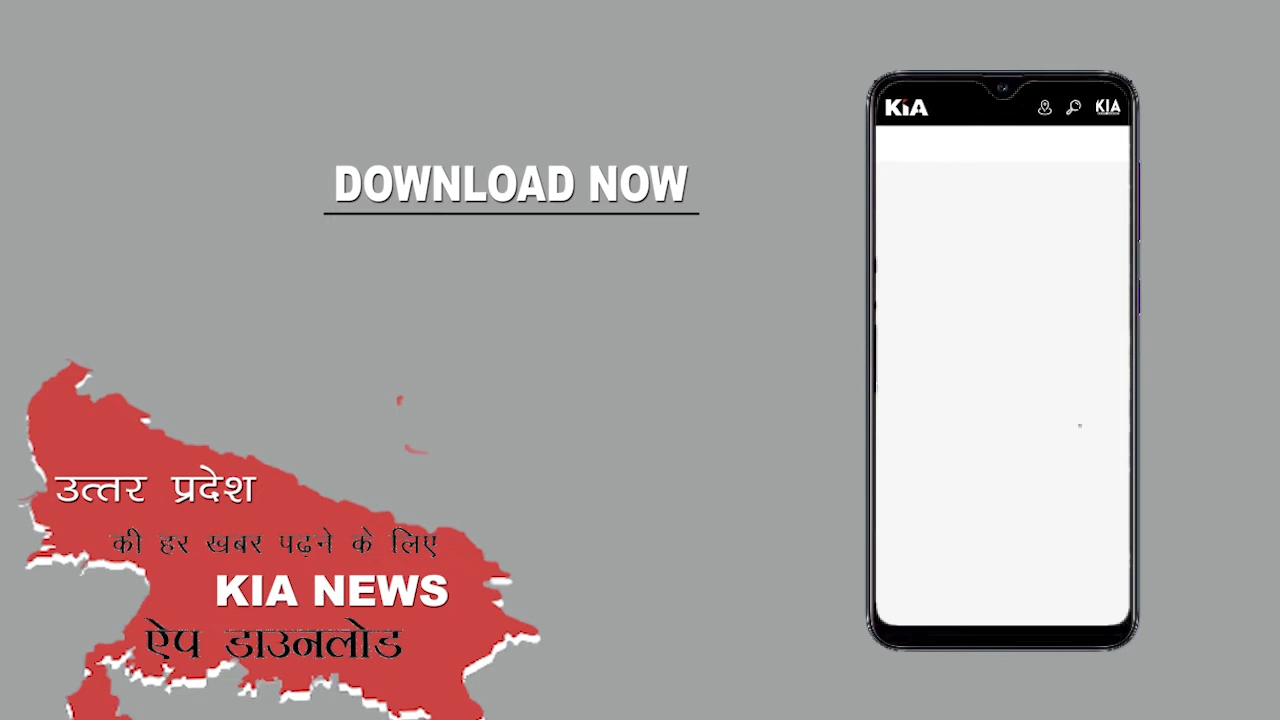 DOWNLOAD NOW
KIA
KIA
उत्तर प्रदेश
की हर खबर पढ़ने के लिए
KIA NEWS
ऐप डाउनलोड